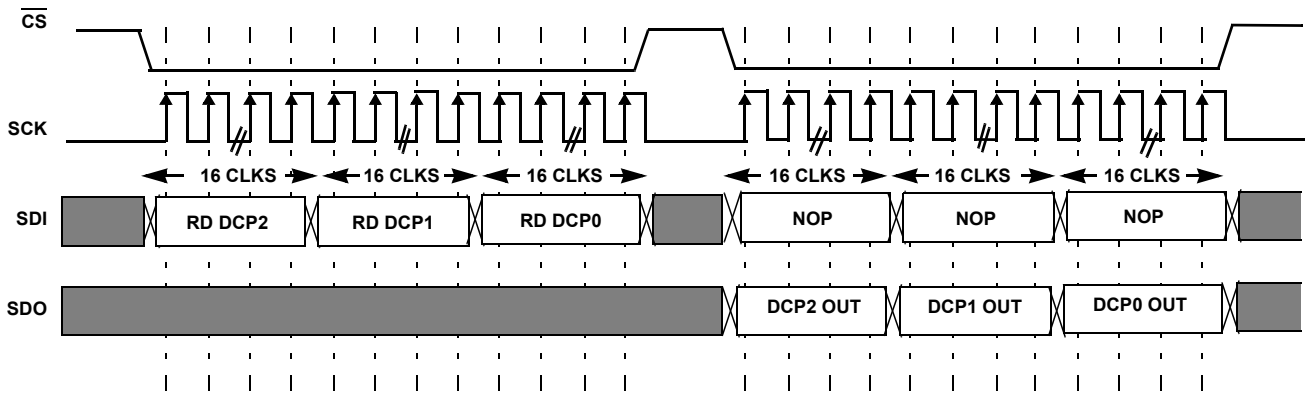 CS
SCK
16 CLKS 16 CLKS 16 CLKS 16 CLKS 16 CLKS 16 CLKS
SDI RD DCP2 RD DCP1 RD DCP0 NOP NOP NOP
SDO DCP2 OUT DCP1 OUT DCP0 OUT